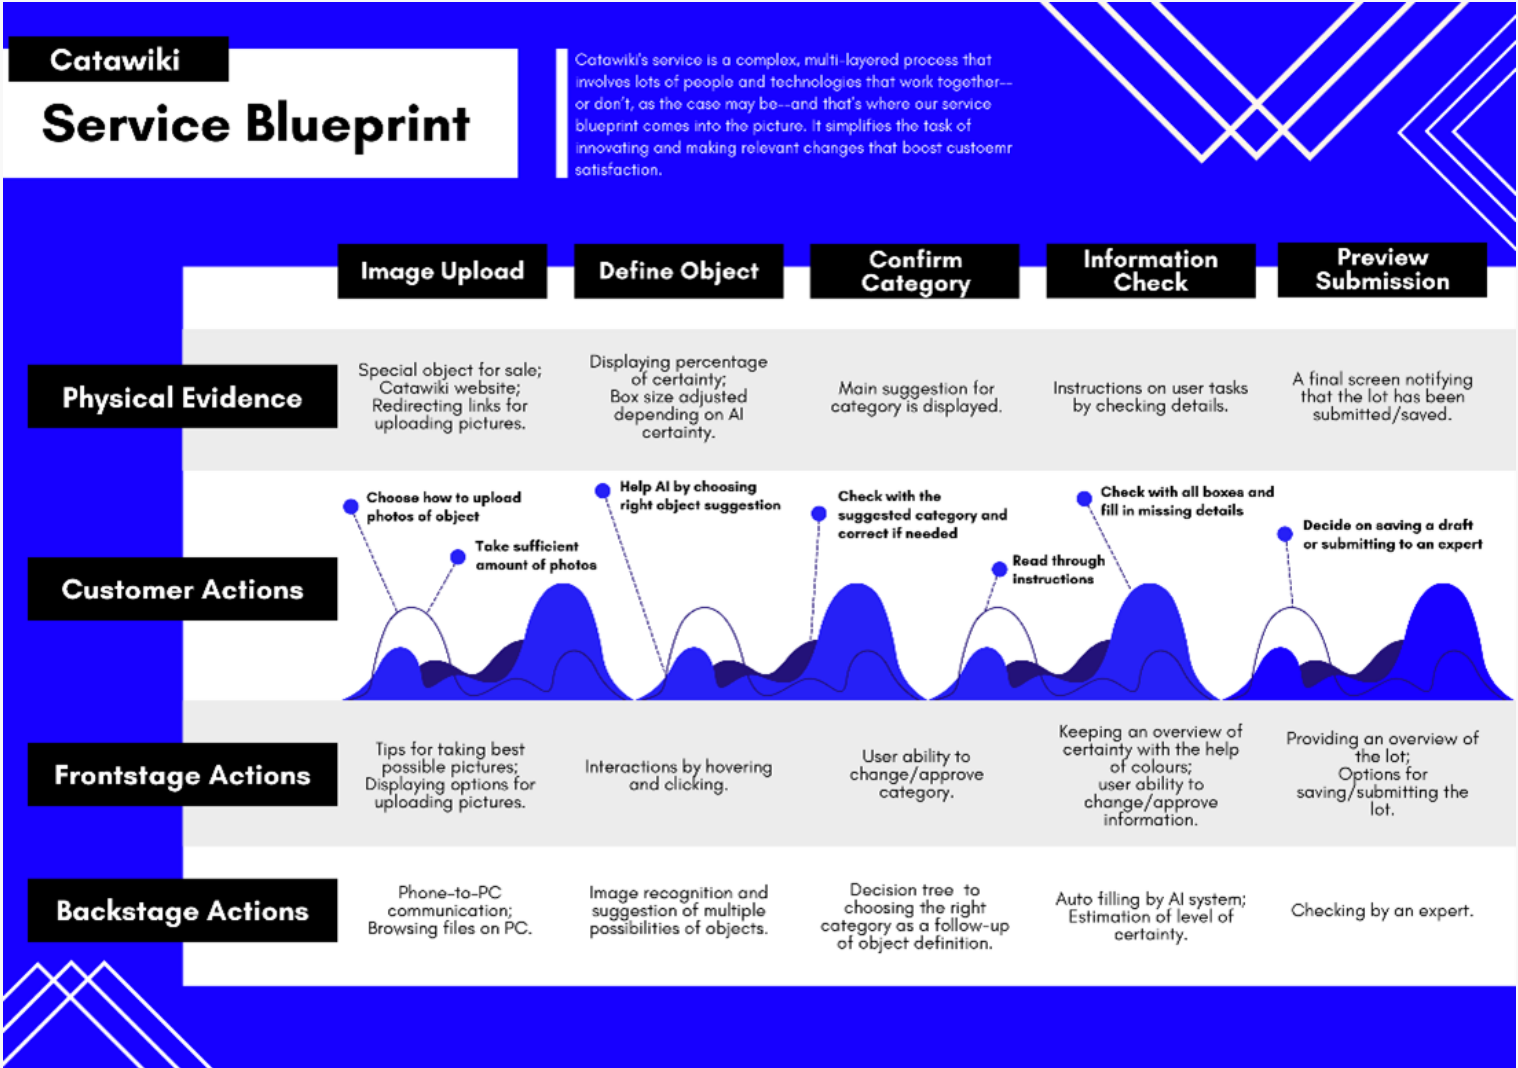 Catawiki
Service Blueprint
Catawiki's service is a complex, multi-layered process that
involves lots of people and technologies that work together--
or don't, as the case may be--and that's where our service
blueprint comes into the picture. It simplifies the task of
innovating and making relevant changes that boost custoemr
satisfaction.
Image Upload
Define Object
Confirm
Category
Information
Check
Preview
Submission
Physical Evidence
Special object for sale;
Catawiki website;
Redirecting links for
uploading pictures.
Displaying percentage
of certainty;
Box size adjusted
depending on AI
certainty.
Main suggestion for
category is displayed.
Instructions on user tasks
by checking details.
A final screen notifying
that the lot has been
submitted/saved.
Customer Actions
Choose how to upload
photos of object
Take sufficient
amount of photos
Help AI by choosing
right object suggestion
Check with the
suggested category and
correct if needed
Read through
instructions
Check with all boxes and
fill in missing details
Decide on saving a draft
or submitting to an expert
Frontstage Actions
Tips for taking best
possible pictures;
Displaying options for
uploading pictures.
Interactions by hovering
and clicking.
User ability to
change/approve
category.
Keeping an overview of
certainty with the help
of colours;
user ability to
change/approve
information.
Providing an overview of
the lot;
Options for
saving/submitting the
lot.
Backstage Actions
Phone-to-PC
communication;
Browsing files on PC.
Image recognition and
suggestion of multiple
possibilities of objects.
Decision tree to
choosing the right
category as a follow-up
of object definition.
Auto filling by AI system;
Estimation of level of
certainty.
Checking by an expert.